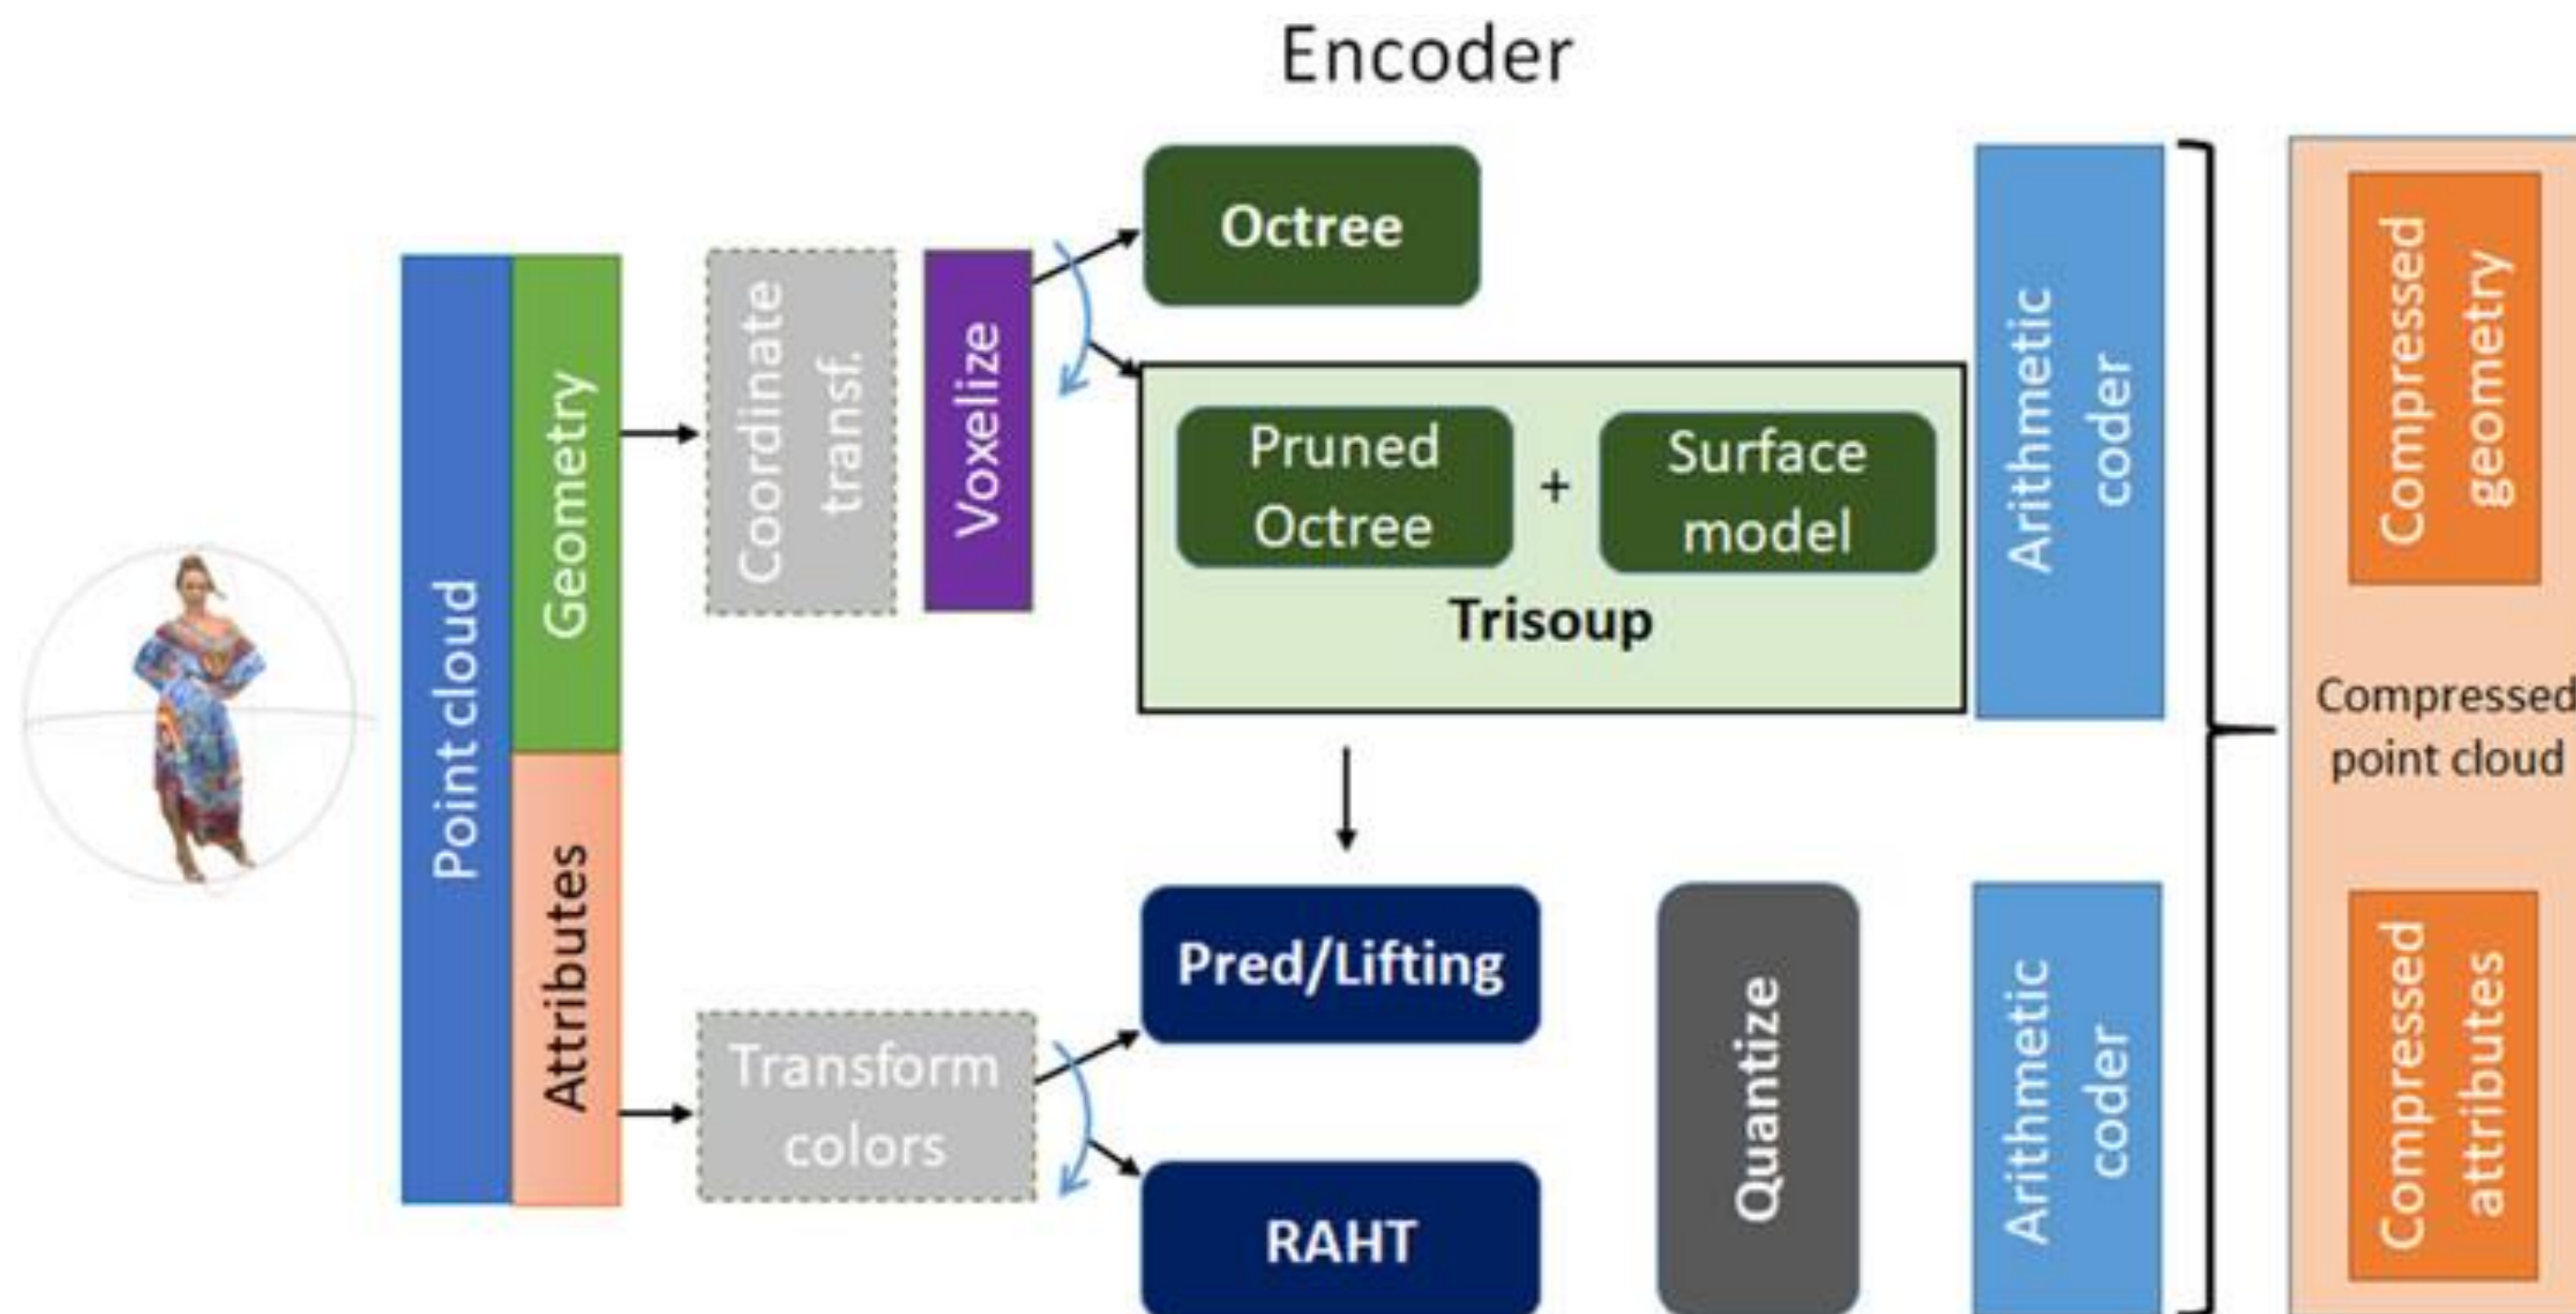 Encoder
Point cloud
Geometry
Attributes
Coordinate
transf.
Voxelize
Octree
Pruned
Octree
+
Surface
model
Trisoup
Arithmetic
coder
Compressed
geometry
Compressed
point cloud
Transform
colors
Pred/Lifting
RAHT
Quantize
Arithmetic
coder
Compressed
attributes